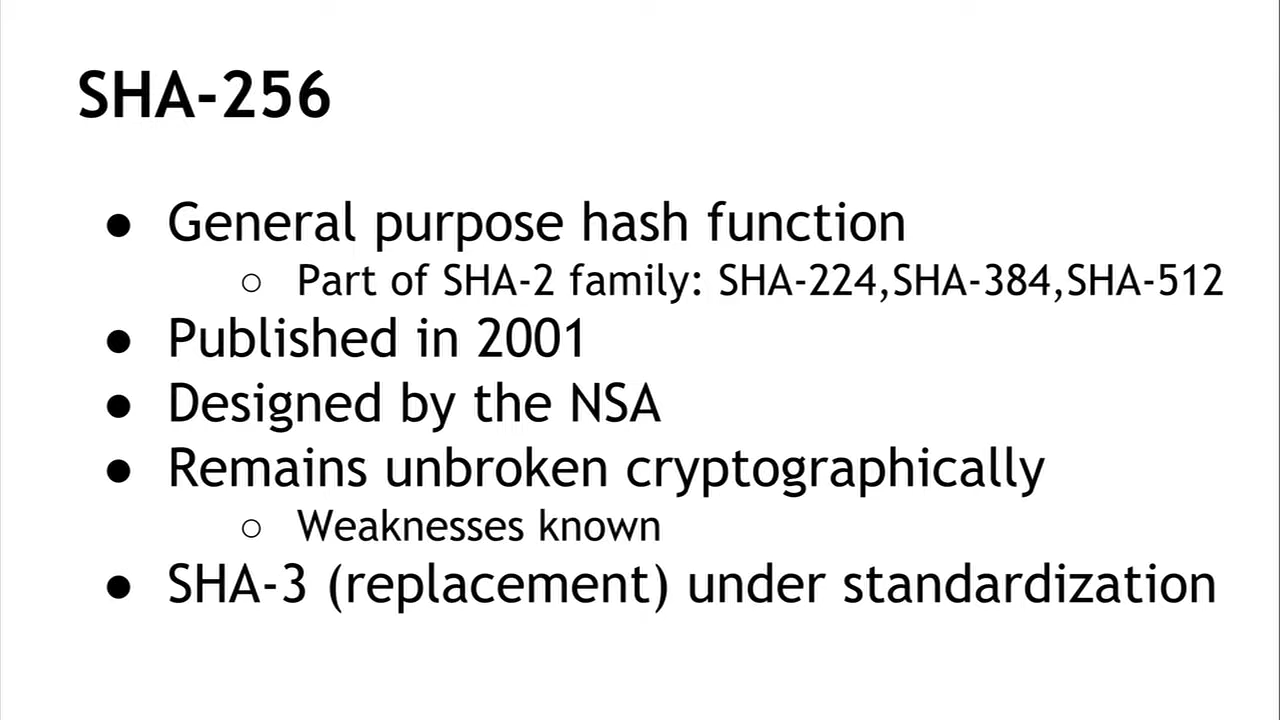 SHA-256
● General purpose hash function
○ Part of SHA-2 family: SHA-224,SHA-384,SHA-512
● Published in 2001
● Designed by the NSA
● Remains unbroken cryptographically
○ Weaknesses known
● SHA-3 (replacement) under standardization